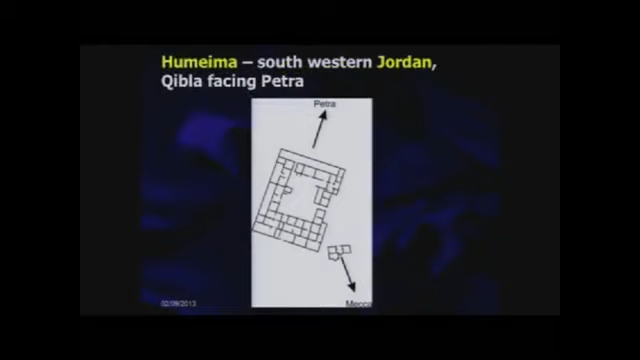 Humeima – south western Jordan,
Qibla facing Petra
Petra
Mecca
02/09/2013